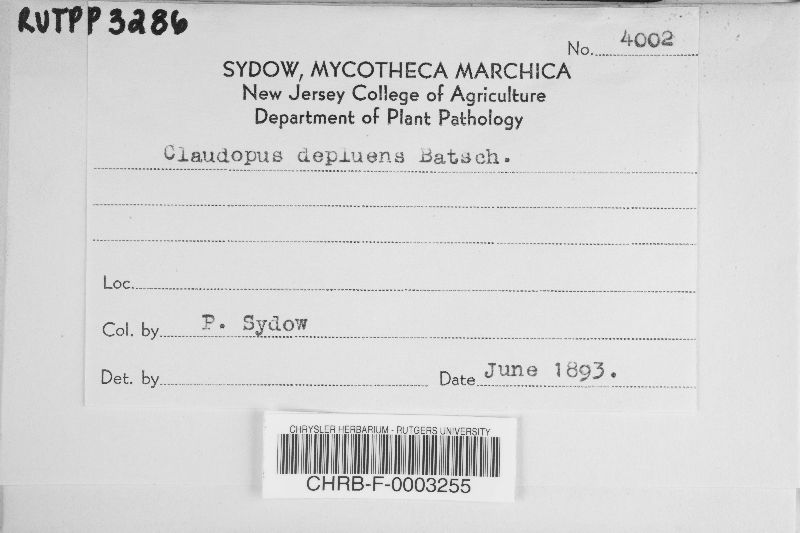 RUTPP 3286
No. 4002
SYDOW, MYCOTHECA MARCHICA
New Jersey College of Agriculture
Department of Plant Pathology
Claudopus depluens Batsch.
Loc.
Col. by P. Sydow
Det. by Date June 1893.
CHRYSLER HERBARIUM - RUTGERS UNIVERSITY
CHRB-F-0003255